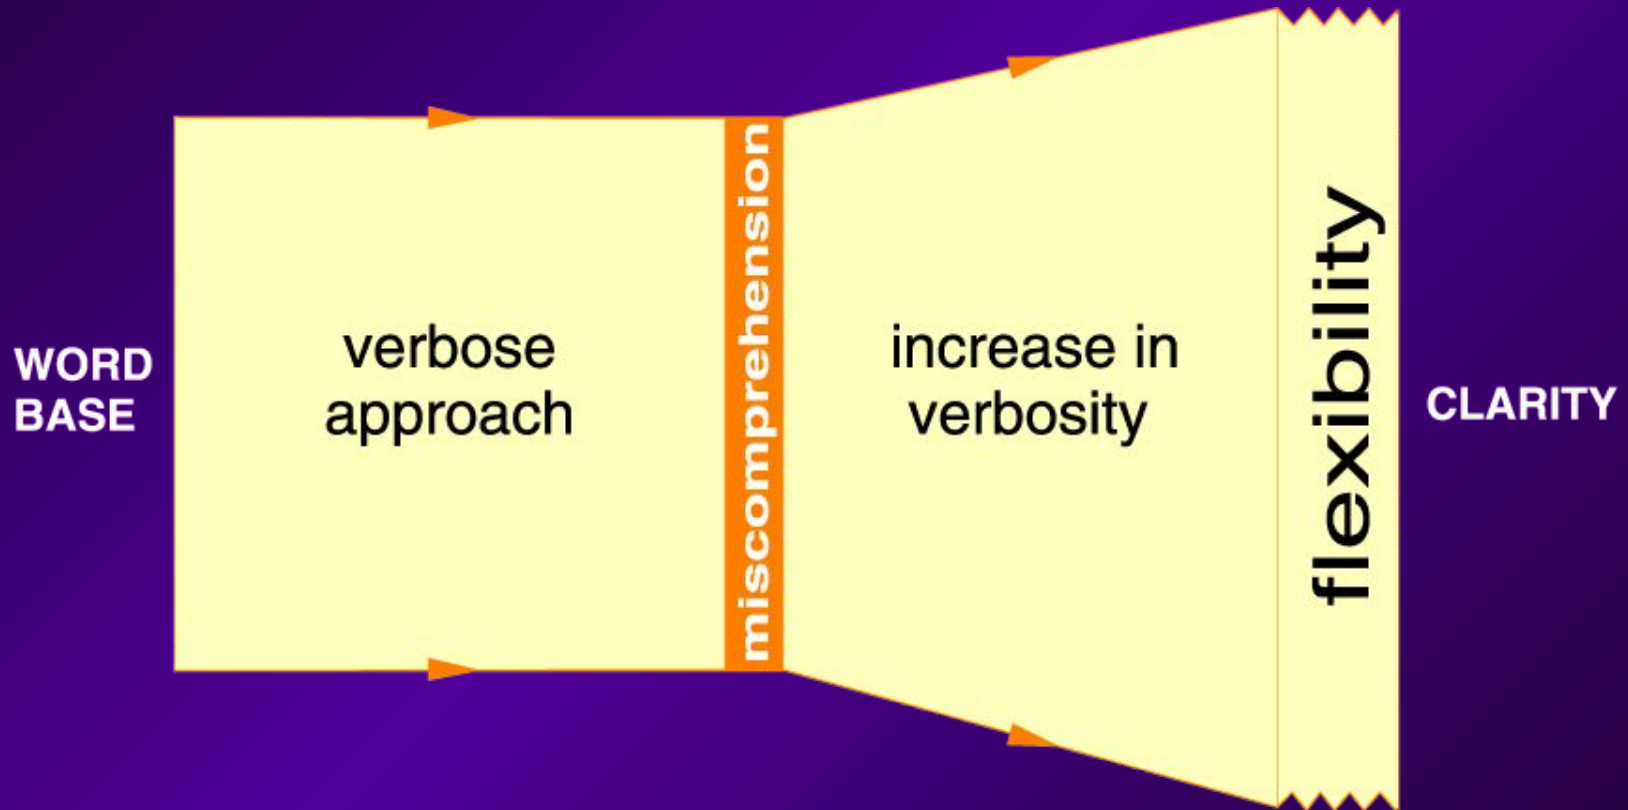 WORD
BASE
verbose
approach
miscomprehension
increase in
verbosity
flexibility
CLARITY